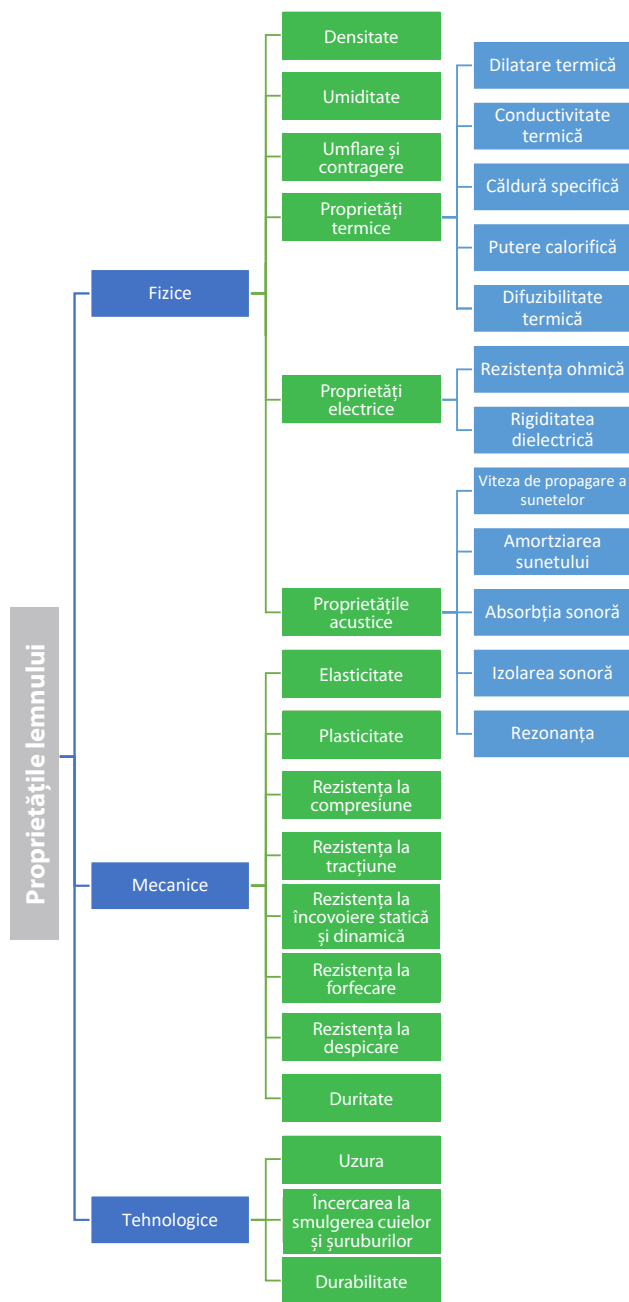 Proprietățile lemnului
Fizice
Densitate
Umiditate
Umflare și
contragere
Proprietăți
termice
Dilatare termică
Conductivitate
termică
Căldură specifică
Putere calorifică
Difuzibilitate
termică
Proprietăți
electrice
Rezistența ohmică
Rigiditatea
dielectrică
Proprietățile
acustice
Viteza de propagare a
sunetelor
Amortziarea
sunetului
Absorbția sonoră
Izolarea sonoră
Rezonanța
Mecanice
Elasticitate
Plasticitate
Rezistența la
compresiune
Rezistența la
tracțiune
Rezistența la
încovoiere statică
și dinamică
Rezistența la
forfecare
Rezistența la
despicare
Duritate
Tehnologice
Uzura
Încercarea la
smulgerea cuielor
și șuruburilor
Durabilitate